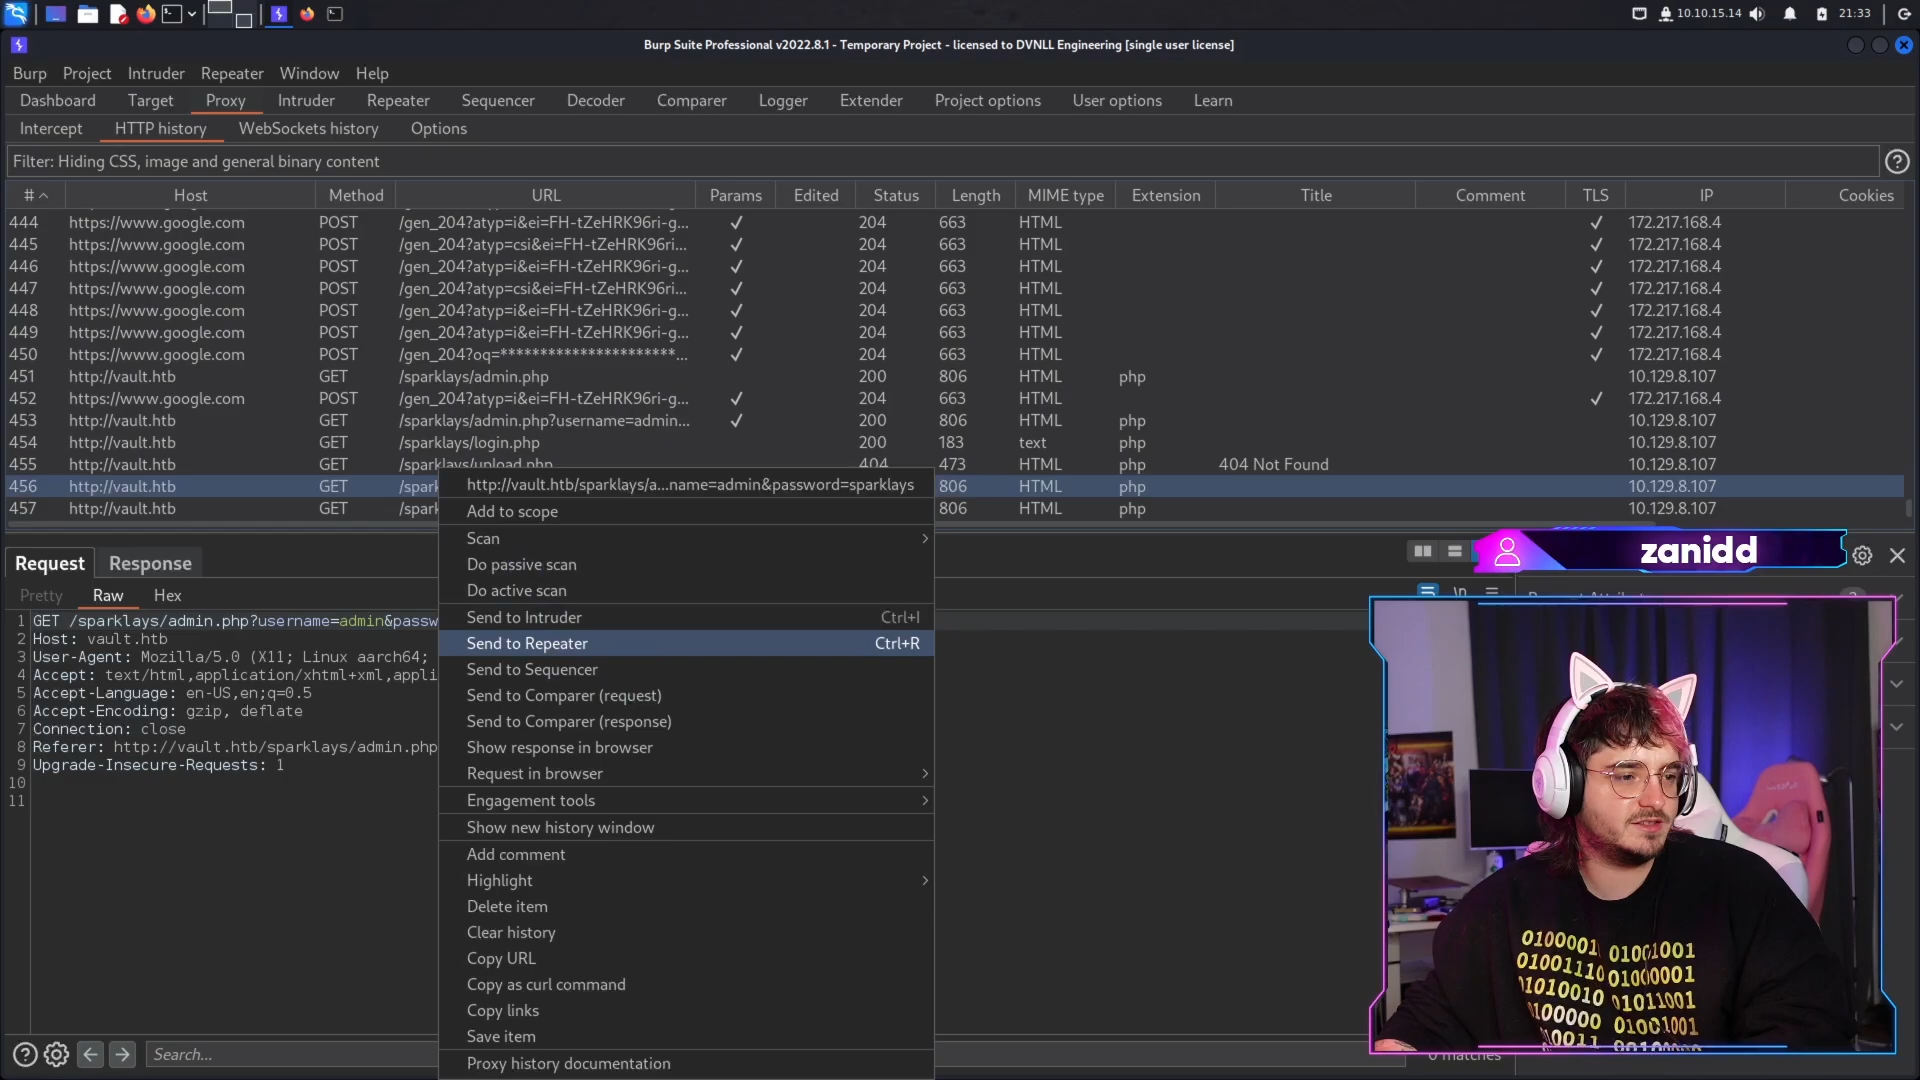 10.10.15.14
21:33
Burp Suite Professional v2022.8.1 - Temporary Project - licensed to DVNLL Engineering [single user license]
Burp Project Intruder Repeater Window Help
Dashboard Target Proxy Intruder Repeater Sequencer Decoder Comparer Logger Extender Project options User options Learn
Intercept HTTP history WebSockets history Options
Filter: Hiding CSS, image and general binary content
# Host Method URL Params Edited Status Length MIME type Extension Title Comment TLS IP Cookies
444 https://www.google.com POST /gen_204?atyp=i&ei=FH-tZeHRK96ri-g... ✓ 204 663 HTML ✓ 172.217.168.4
445 https://www.google.com POST /gen_204?atyp=csi&ei=FH-tZeHRK96ri... ✓ 204 663 HTML ✓ 172.217.168.4
446 https://www.google.com POST /gen_204?atyp=i&ei=FH-tZeHRK96ri-g... ✓ 204 663 HTML ✓ 172.217.168.4
447 https://www.google.com POST /gen_204?atyp=csi&ei=FH-tZeHRK96ri... ✓ 204 663 HTML ✓ 172.217.168.4
448 https://www.google.com POST /gen_204?atyp=i&ei=FH-tZeHRK96ri-g... ✓ 204 663 HTML ✓ 172.217.168.4
449 https://www.google.com POST /gen_204?atyp=i&ei=FH-tZeHRK96ri-g... ✓ 204 663 HTML ✓ 172.217.168.4
450 https://www.google.com POST /gen_204?oq=**********************... ✓ 204 663 HTML ✓ 172.217.168.4
451 http://vault.htb GET /sparklays/admin.php 200 806 HTML php 10.129.8.107
452 https://www.google.com POST /gen_204?atyp=i&ei=FH-tZeHRK96ri-g... ✓ 204 663 HTML ✓ 172.217.168.4
453 http://vault.htb GET /sparklays/admin.php?username=admin... ✓ 200 806 HTML php 10.129.8.107
454 http://vault.htb GET /sparklays/login.php 200 183 text php 10.129.8.107
455 http://vault.htb GET /sparklays/upload.php 404 473 HTML php 404 Not Found 10.129.8.107
456 http://vault.htb GET /spark 806 HTML php 10.129.8.107
457 http://vault.htb GET /spark 806 HTML php 10.129.8.107
http://vault.htb/sparklays/a...name=admin&password=sparklays
Add to scope
Scan
Do passive scan
Do active scan
Send to Intruder Ctrl+I
Send to Repeater Ctrl+R
Send to Sequencer
Send to Comparer (request)
Send to Comparer (response)
Show response in browser
Request in browser
Engagement tools
Show new history window
Add comment
Highlight
Delete item
Clear history
Copy URL
Copy as curl command
Copy links
Save item
Proxy history documentation
Request Response
Pretty Raw Hex
1 GET /sparklays/admin.php?username=admin&passw
2 Host: vault.htb
3 User-Agent: Mozilla/5.0 (X11; Linux aarch64;
4 Accept: text/html,application/xhtml+xml,appli
5 Accept-Language: en-US,en;q=0.5
6 Accept-Encoding: gzip, deflate
7 Connection: close
8 Referer: http://vault.htb/sparklays/admin.php
9 Upgrade-Insecure-Requests: 1
10
11
Search...
0 matches
zanidd